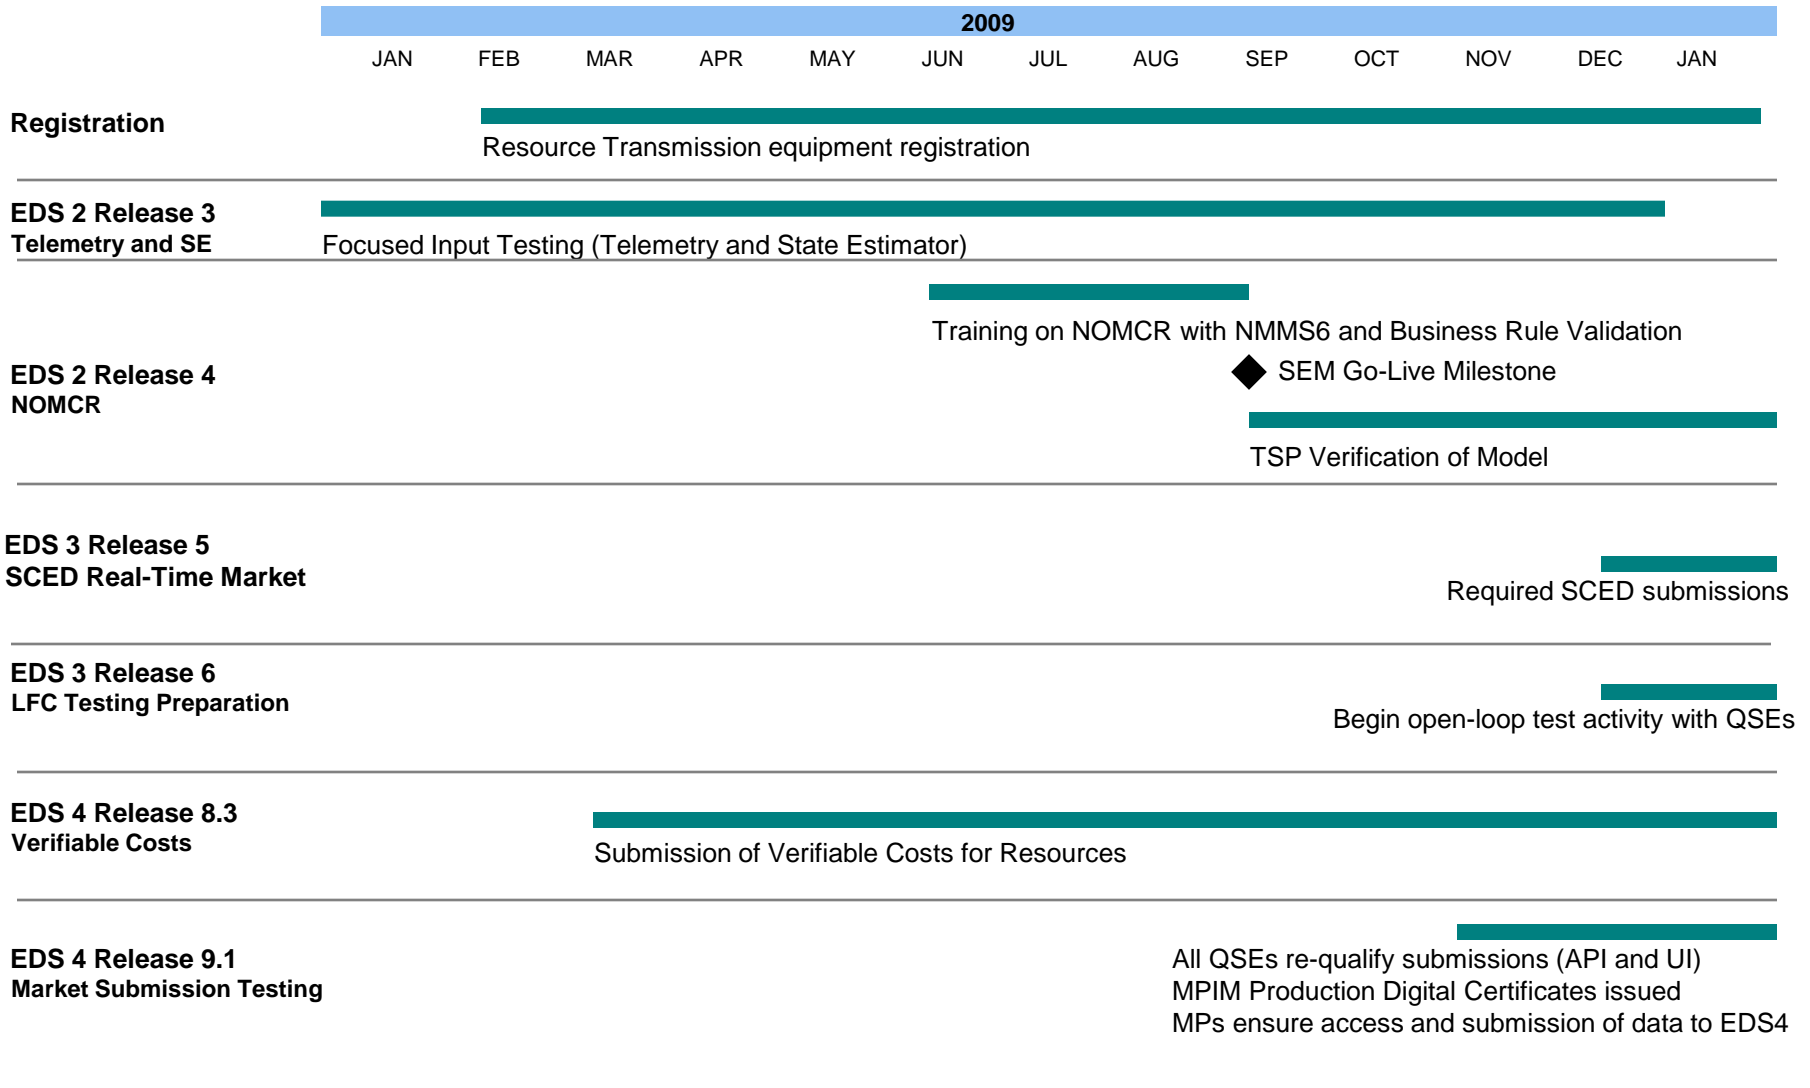 2009
JAN FEB MAR APR MAY JUN JUL AUG SEP OCT NOV DEC JAN
Registration
Resource Transmission equipment registration
EDS 2 Release 3
Telemetry and SE
Focused Input Testing (Telemetry and State Estimator)
Training on NOMCR with NMMS6 and Business Rule Validation
EDS 2 Release 4
NOMCR
SEM Go-Live Milestone
TSP Verification of Model
EDS 3 Release 5
SCED Real-Time Market
Required SCED submissions
EDS 3 Release 6
LFC Testing Preparation
Begin open-loop test activity with QSEs
EDS 4 Release 8.3
Verifiable Costs
Submission of Verifiable Costs for Resources
EDS 4 Release 9.1
Market Submission Testing
All QSEs re-qualify submissions (API and UI)
MPIM Production Digital Certificates issued
MPs ensure access and submission of data to EDS4